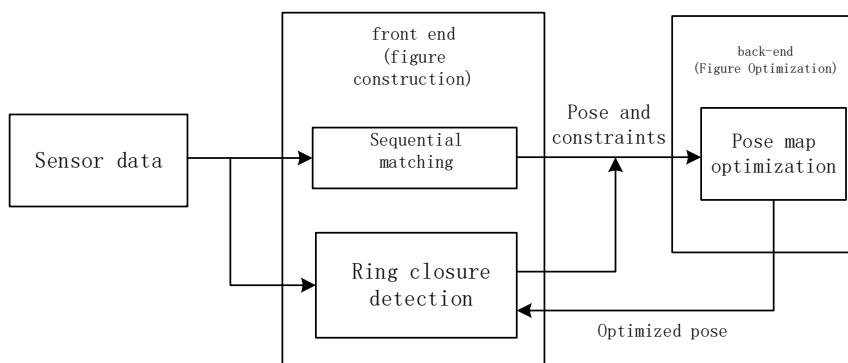 front end
(figure
construction)
back-end
(Figure Optimization)
Sensor data
Sequential
matching
Pose and
constraints
Pose map
optimization
Ring closure
detection
Optimized pose